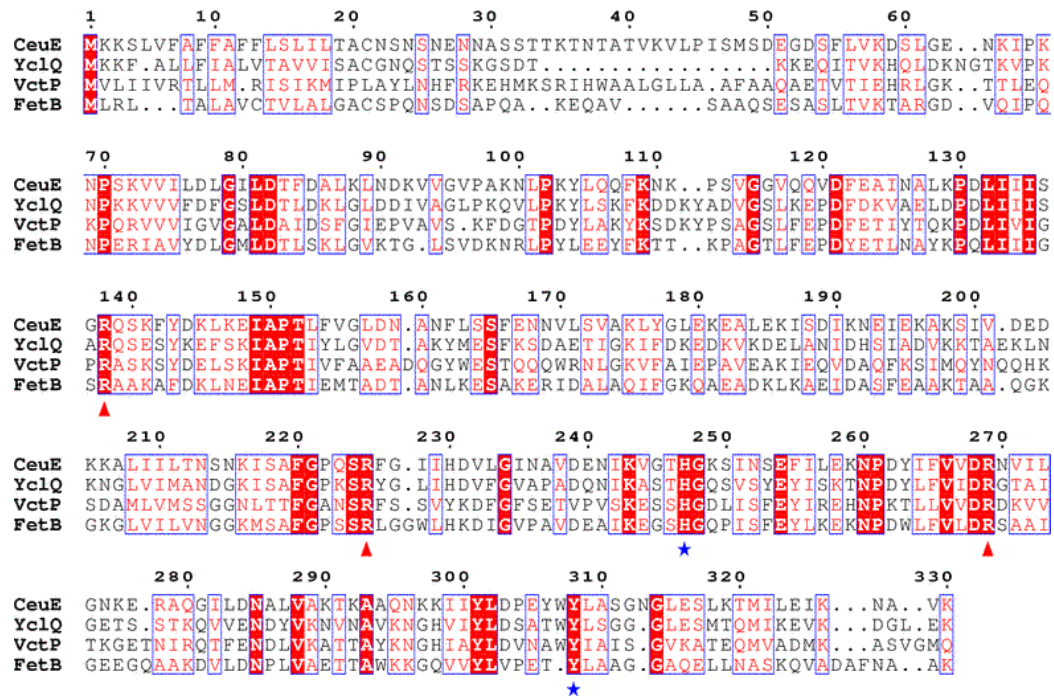 1 10 20 30 40 50 60
CeuE MKKSLVFAFFAFFLSLILTACNSNSNENNASSTTKTNTATVKVLPISMSDEGDSFLVKDSLGE..NKIPK
YclQ MKKF.ALLFIALVTAVVISACGNQSTSSKGSDT.................KKEQITVKHQLDKNGTKVPK
VctP MVLIIVRTLLM.RISIKMIPLAYLNHFRKEHMKSRIHWAALGLLA.AFAAQAETVTIEHRLGK..TTLEQ
FetB MLRL...TALAVCTVLALGACSPQNSDSAPQA..KEQAV.....SAAQSESASLTVKTARGD..VQIPQ
70 80 90 100 110 120 130
CeuE NPSKVVILDLGILDTFDALKLNDKVVGVPAKNLPKYLQQFKNK..PSVGGVQQVDFEAINALKPDLIIIS
YclQ NPKKVVVFDFGSLDTLDKLGLDDIVAGLPKQVLPKYLSKFKDDKYADVGSLKEPDFDKVAELDPDLIIIS
VctP KPQRVVVIGVGALDAIDSFGIEPVAVS.KFDGTPDYLAKYKSDKYPSAGSLFEPDFETIYTQKPDLIIIG
FetB NPERIAVYDLGMLDTLSKLGVKTG.LSVDKNRLPYLEEYFKTT..KPAGTLFEPDYETLNAYKPQLIIIG
140 150 160 170 180 190 200
CeuE GRQSKFYDKLKEIAPTLFVGLDN.ANFLSSFENNVLSVAKLYGLEKEALEKISDIKNEIEKAKSIV.DED
YclQ ARQSESYKEFSKIAPTIYLGVDT.AKYMESFKSDAETIGKIFDKEDKVKDELANIDHSIADVKKTAEKLN
VctP PRASKSYDELSKIAPTIVFAAEADQGYWESTQQQWRNLGKVFAIEPAVEAKIEQVDAQFKSIMQYNQQHK
FetB SRAAKAFDKLNEIAPTIEMTADT.ANLKESAKERIDALAQIFGKQAEADKLKAEIDASFEAAKTAA.QGK
210 220 230 240 250 260 270
CeuE KKALIILTNSNKISAFGPQSRFG.IIHDVLGINAVDENIKVGTHGKSINSEFILEKNPDYIFVVDRNVIL
YclQ KNGLVIMANDGKISAFGPKSRYG.LIHDVFGVAPADQNIKASTHGQSVSYEYISKTNPDYLFVIDRGTAI
VctP SDAMLVMSSGGNLTTFGANSRFS.SVYKDFGFSETVPVSKESSHGDLISFEYIREHNPKTLLVVDRDKVV
FetB GKGLVILVNGGKMSAFGPSSRLGGWLHKDIGVPAVDEAIKEGSHGQPISFEYLKEKNPDWLFVLDRSAAI
280 290 300 310 320 330
CeuE GNKE.RAQGILDNALVAKTKAAQNKKIIYLDPEYWYLASGNGLESLKTMILEIK...NA..VK
YclQ GETS.STKQVVENDYVKNVNAVKNGHVIYLDSATWYLSGGGLESMTQMIKEVK...DGL.EK
VctP TKGETNIRQTFENDLVKATTAYKNGHITYLDVNAWYIAIS.GVKATEQMVADMK...ASVGMQ
FetB GEEGQAAKDVLDNPLVAETTAWKKGQVVYLVPET.YLAAG.GAQELLNASKQVADAFNA..AK